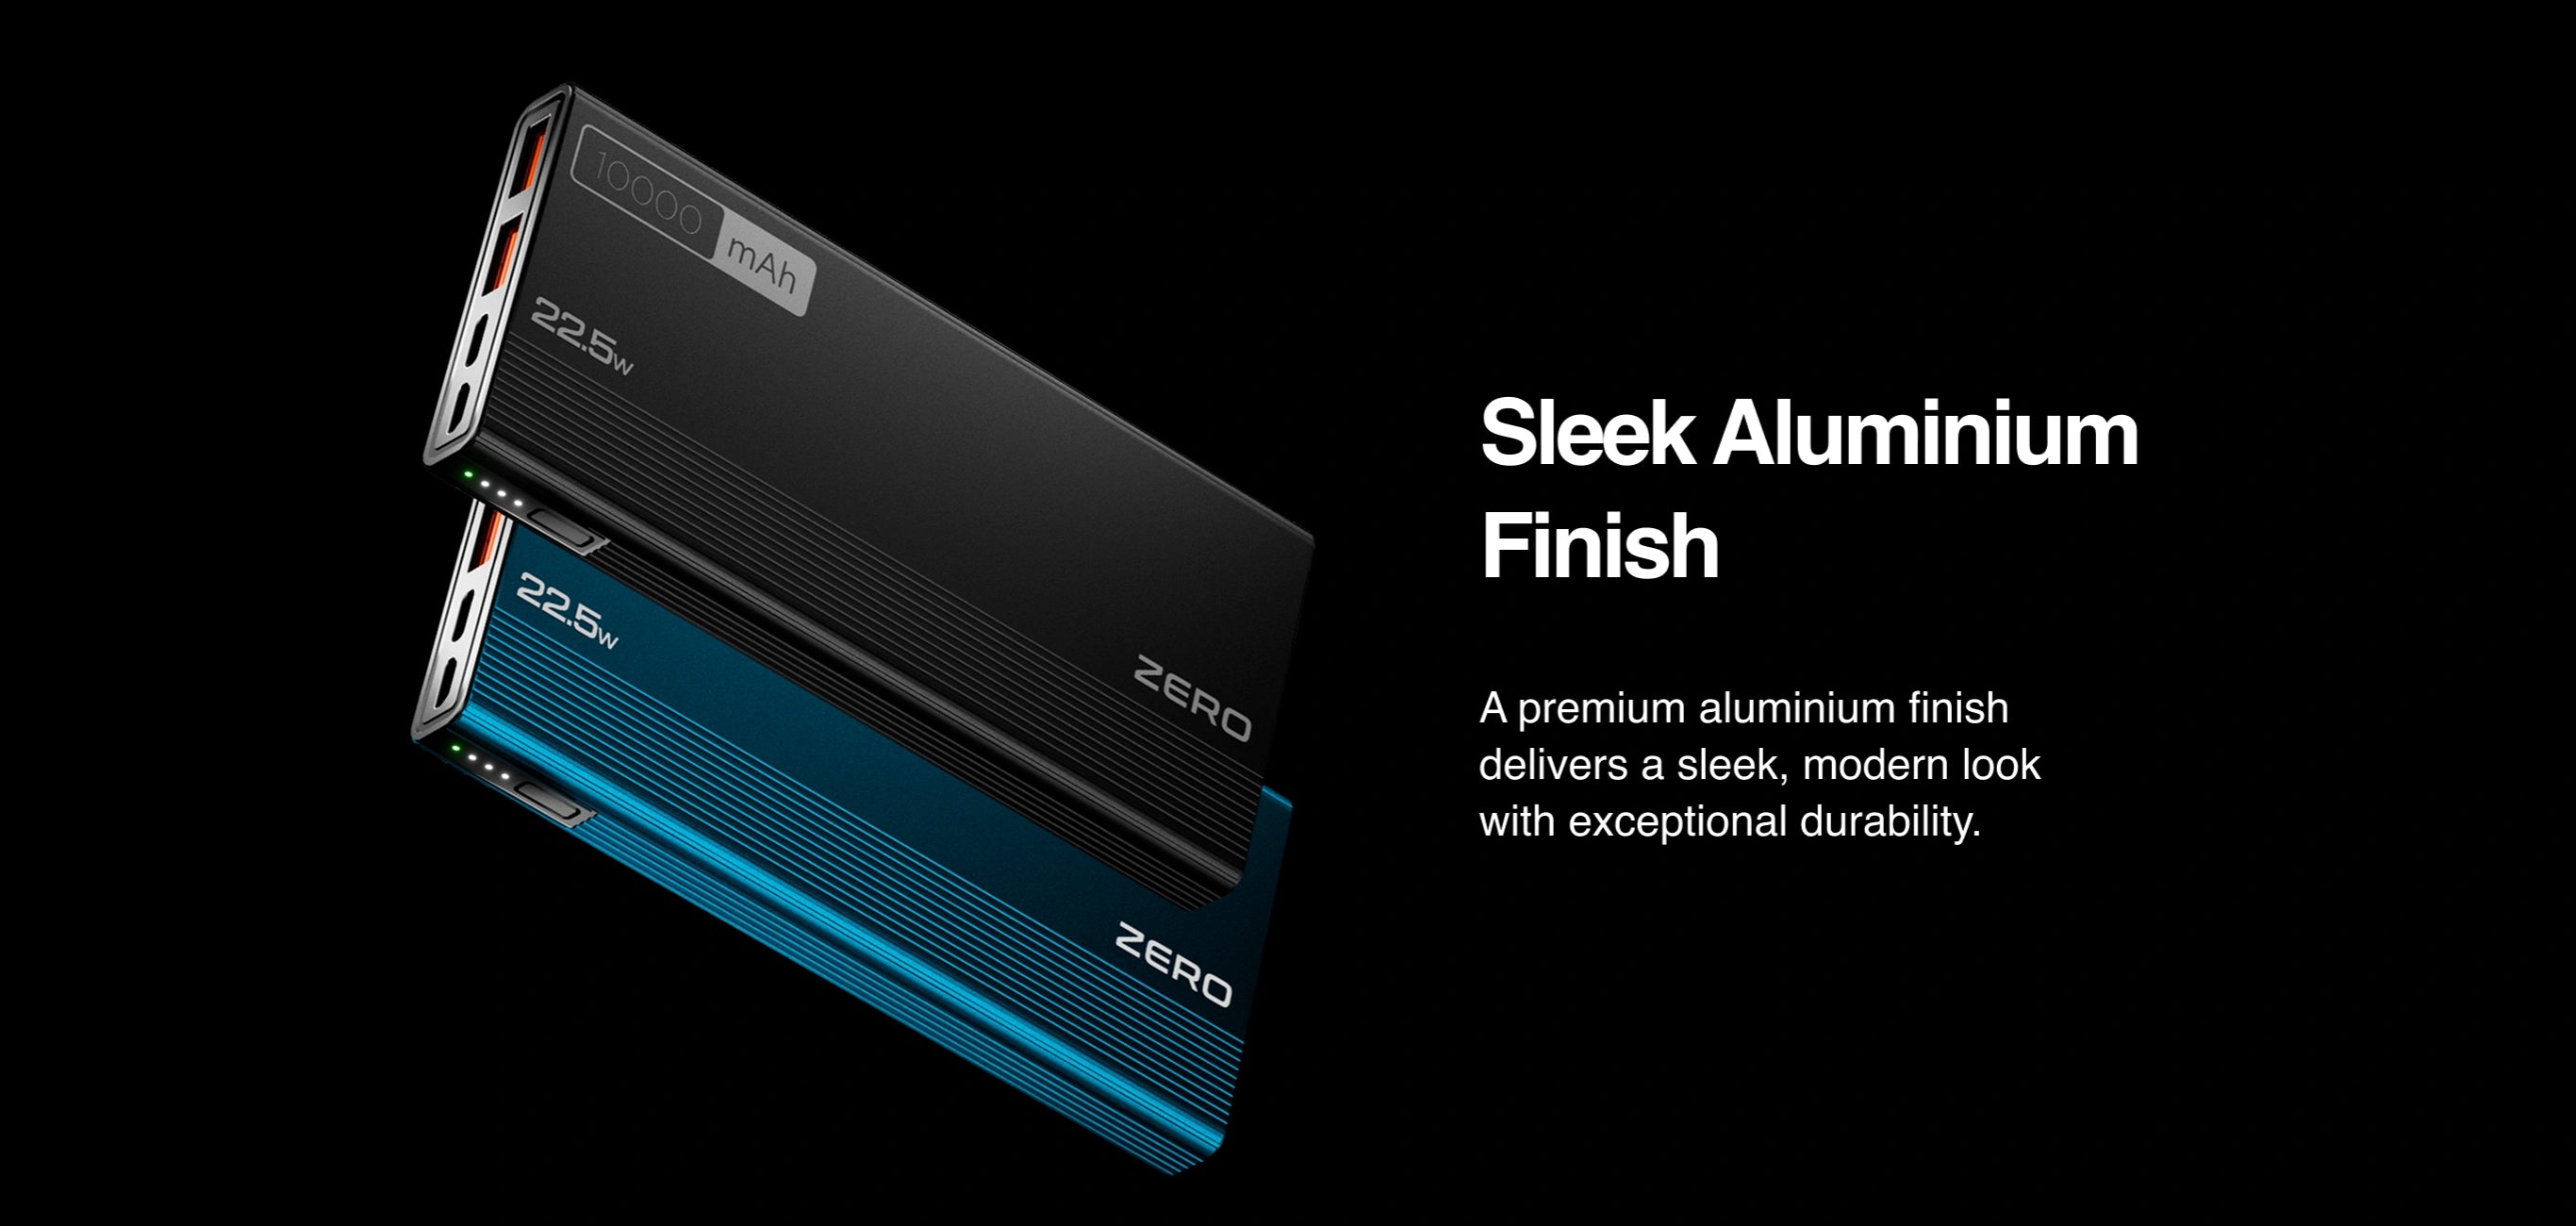 10000 mAh
22.5w
ZERO
22.5w
ZERO
Sleek Aluminium
Finish
A premium aluminium finish
delivers a sleek, modern look
with exceptional durability.